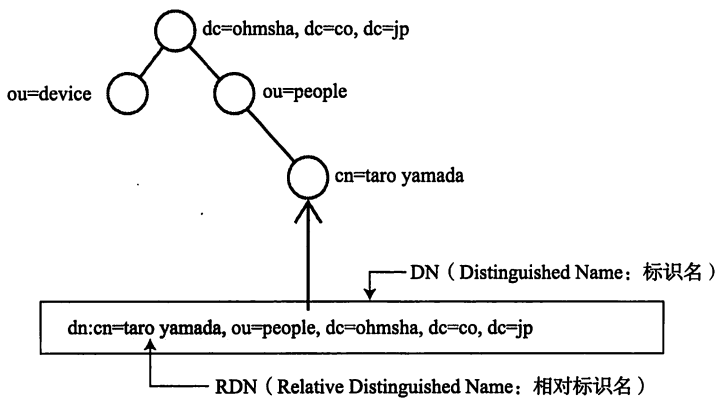 dc=ohmsha, dc=co, dc=jp
ou=device
ou=people
cn=taro yamada
DN（Distinguished Name：标识名）
dn:cn=taro yamada, ou=people, dc=ohmsha, dc=co, dc=jp
RDN（Relative Distinguished Name：相对标识名）